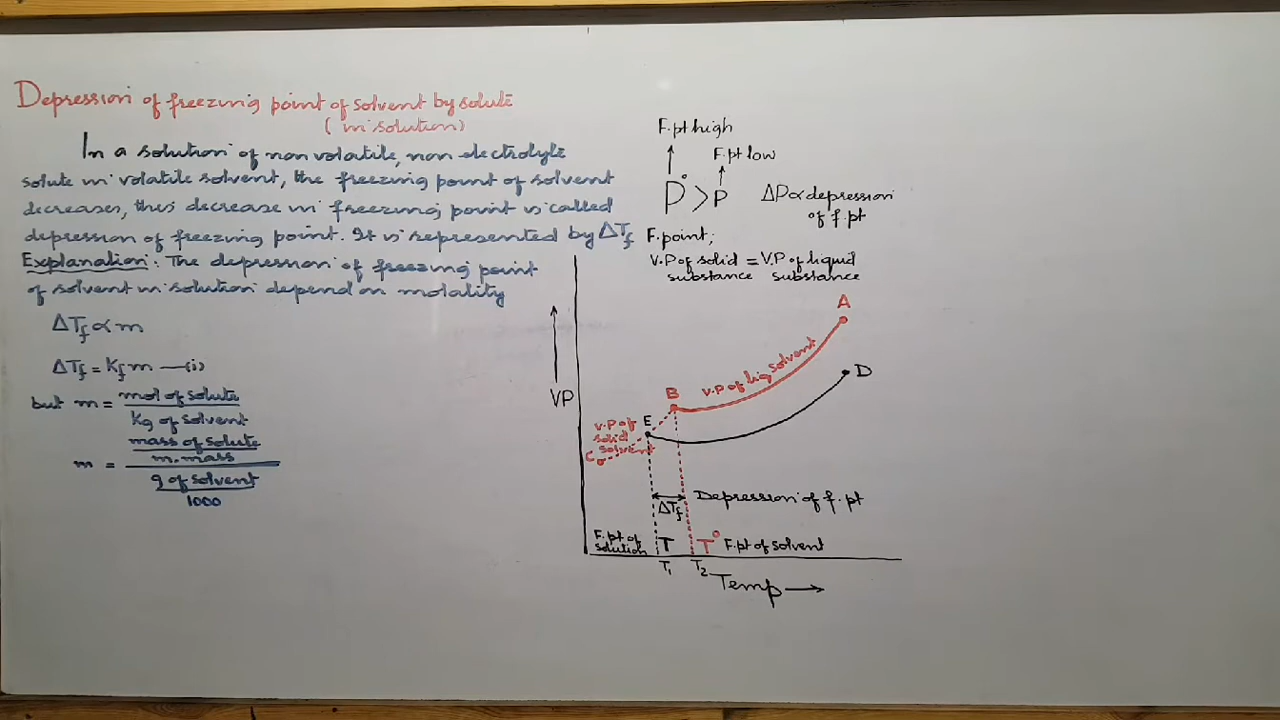 Depression of freezing point of solvent by solute
(in solution)
In a solution of non volatile, non electrolyte
solute in volatile solvent, the freezing point of solvent
decreases, this decrease in freezing point is called
depression of freezing point. It is represented by ΔTf
Explanation: The depression of freezing point
of solvent in solution depend on molality
ΔTf ∝ m
ΔTf = Kf m —(i)
but m = mol of solute
Kg of solvent
mass of solute
m. mass
m =
g of solvent
1000
F.pt high
F.pt low
P° > P ΔP ∝ depression
of f.pt
F.point;
V.P of solid = V.P of liquid
substance substance
A
V.P of liq solvent
D
B
VP
E
V.P of
solid
solvent
C
Depression of f.pt
ΔTf
F.pt of
solution
T
T° F.pt of solvent
T1 T2
Temp